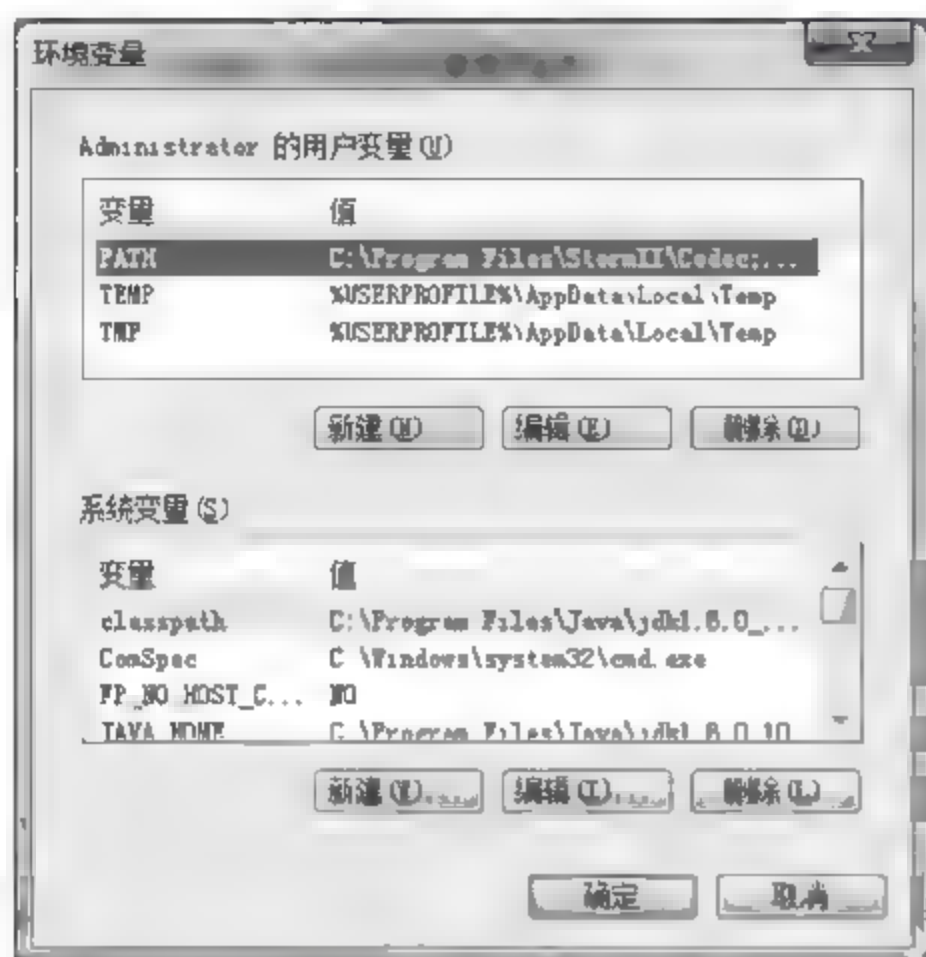 环境变量
Administrator 的用户变量(U)
变量 值
PATH C:\Program Files\StormII\Codec;...
TEMP %USERPROFILE%\AppData\Local\Temp
TMP %USERPROFILE%\AppData\Local\Temp
新建(N) 编辑(E) 删除(D)
系统变量(S)
变量 值
classpath C:\Program Files\Java\jdk1.6.0_...
ComSpec C:\Windows\system32\cmd.exe
FP_NO_HOST_C... NO
JAVA_HOME C:\Program Files\Java\jdk1.6.0_10
新建(W)... 编辑(I)... 删除(L)
确定 取消